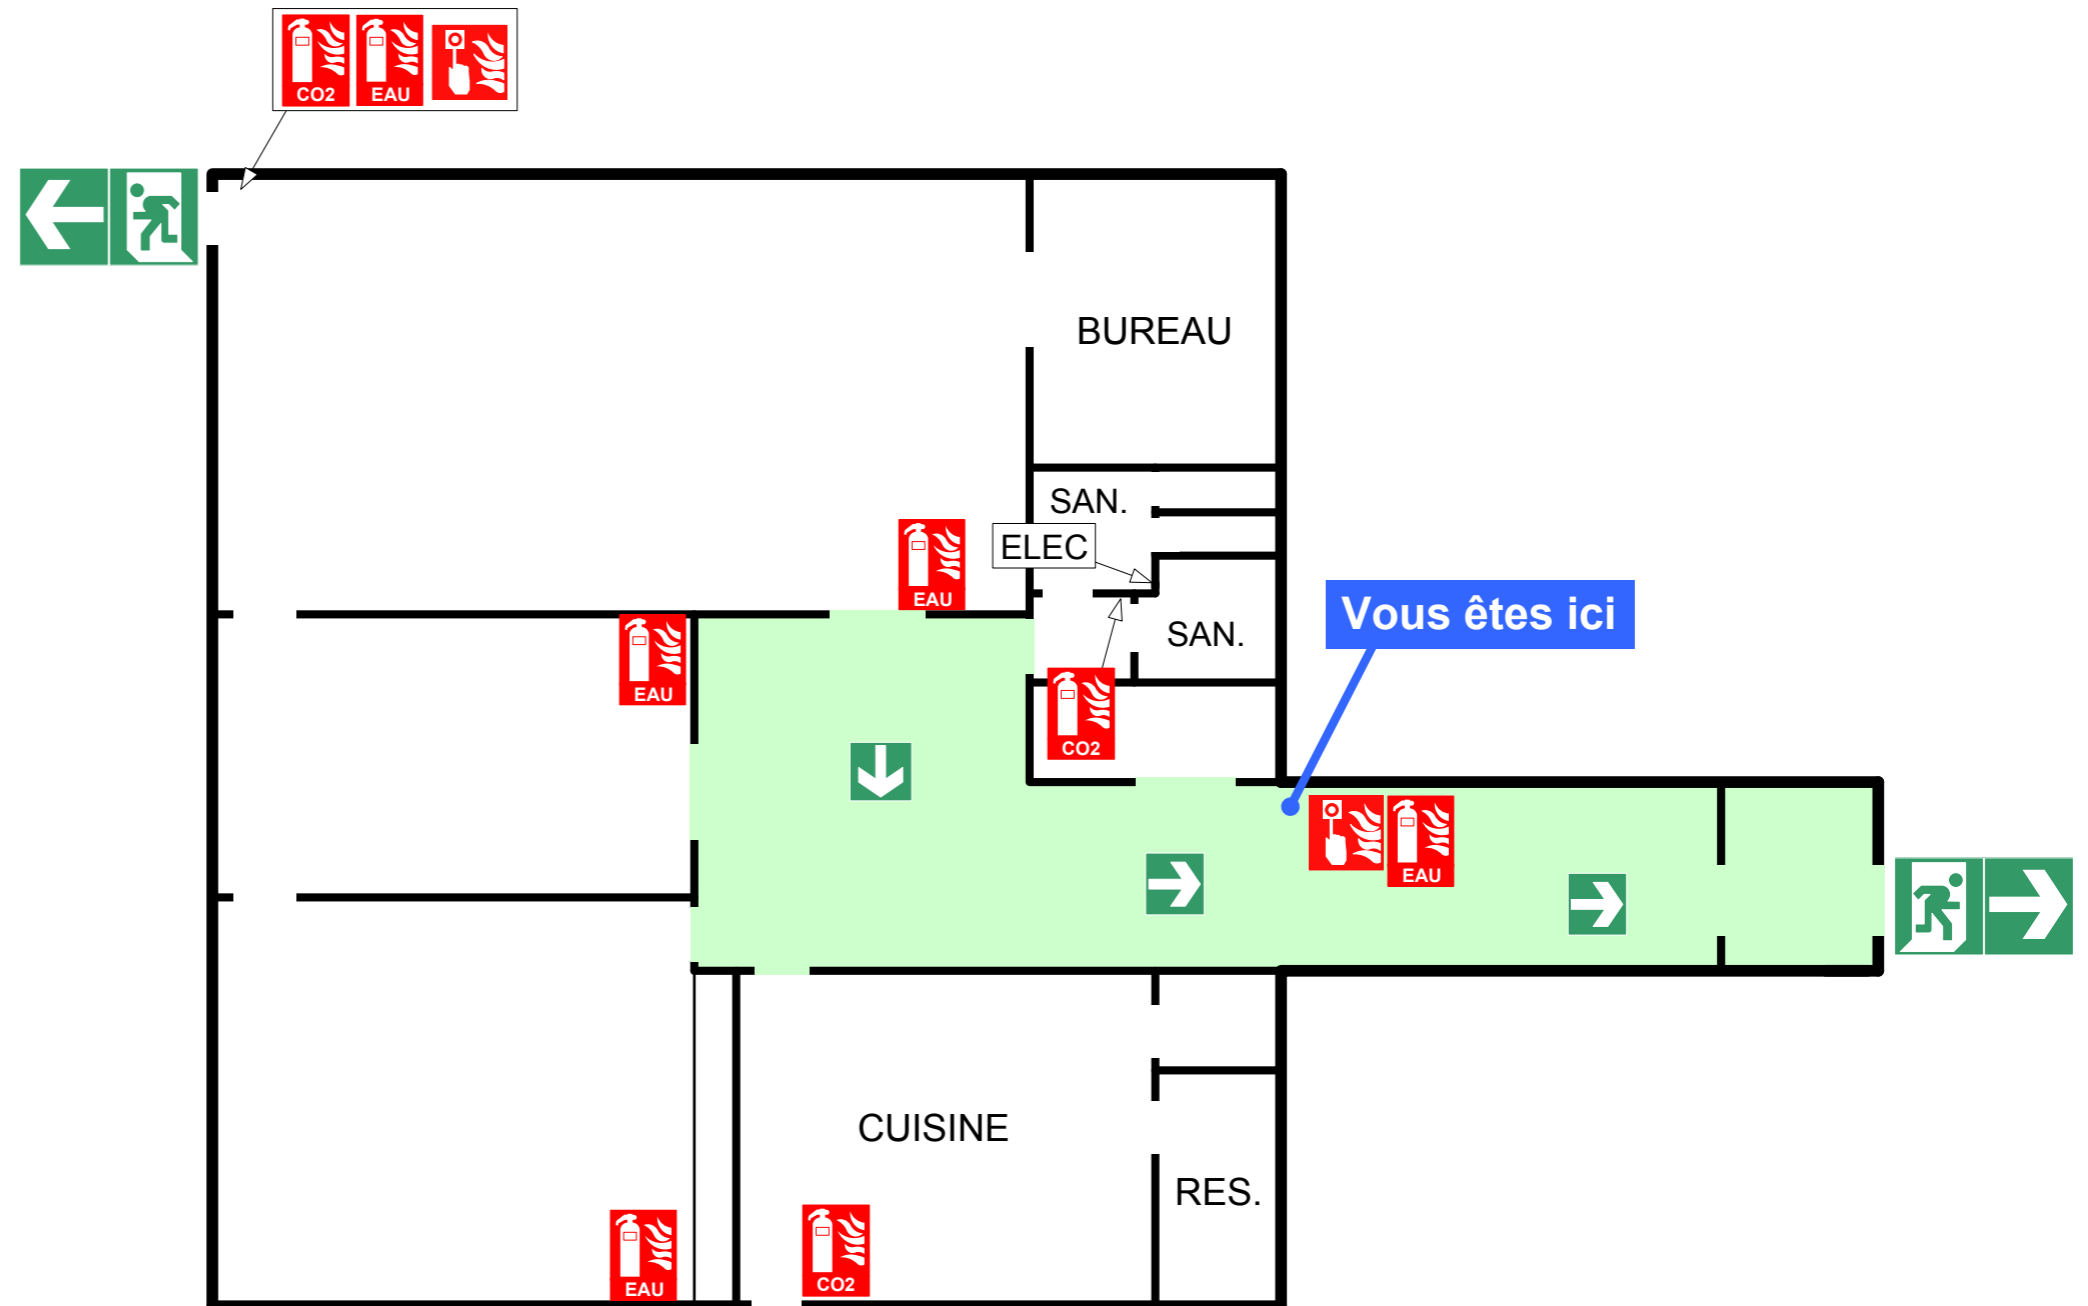 CO2 EAU
BUREAU
SAN.
ELEC
EAU
EAU
SAN.
Vous êtes ici
CO2
EAU
CUISINE
RES.
EAU
CO2